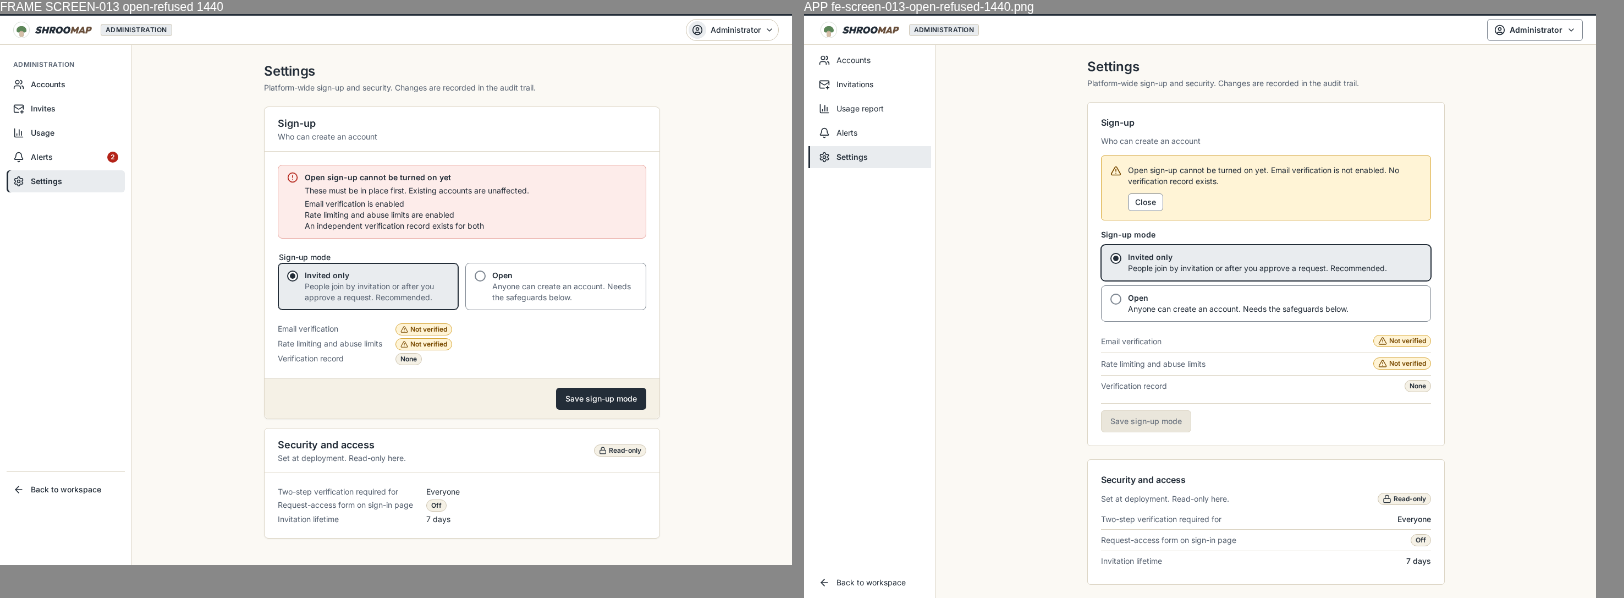 FRAME SCREEN-013 open-refused 1440
SHROOMAP
ADMINISTRATION
Administrator
ADMINISTRATION
Accounts
Invites
Usage
Alerts
2
Settings
Back to workspace
Settings
Platform-wide sign-up and security. Changes are recorded in the audit trail.
Sign-up
Who can create an account
Open sign-up cannot be turned on yet
These must be in place first. Existing accounts are unaffected.
Email verification is enabled
Rate limiting and abuse limits are enabled
An independent verification record exists for both
Sign-up mode
Invited only
People join by invitation or after you
approve a request. Recommended.
Open
Anyone can create an account. Needs
the safeguards below.
Email verification
Not verified
Rate limiting and abuse limits
Not verified
Verification record
None
Save sign-up mode
Security and access
Set at deployment. Read-only here.
Read-only
Two-step verification required for
Everyone
Request-access form on sign-in page
Off
Invitation lifetime
7 days
APP fe-screen-013-open-refused-1440.png
SHROOMAP
ADMINISTRATION
Administrator
Accounts
Invitations
Usage report
Alerts
Settings
Back to workspace
Settings
Platform-wide sign-up and security. Changes are recorded in the audit trail.
Sign-up
Who can create an account
Open sign-up cannot be turned on yet. Email verification is not enabled. No
verification record exists.
Close
Sign-up mode
Invited only
People join by invitation or after you approve a request. Recommended.
Open
Anyone can create an account. Needs the safeguards below.
Email verification
Not verified
Rate limiting and abuse limits
Not verified
Verification record
None
Save sign-up mode
Security and access
Set at deployment. Read-only here.
Read-only
Two-step verification required for
Everyone
Request-access form on sign-in page
Off
Invitation lifetime
7 days